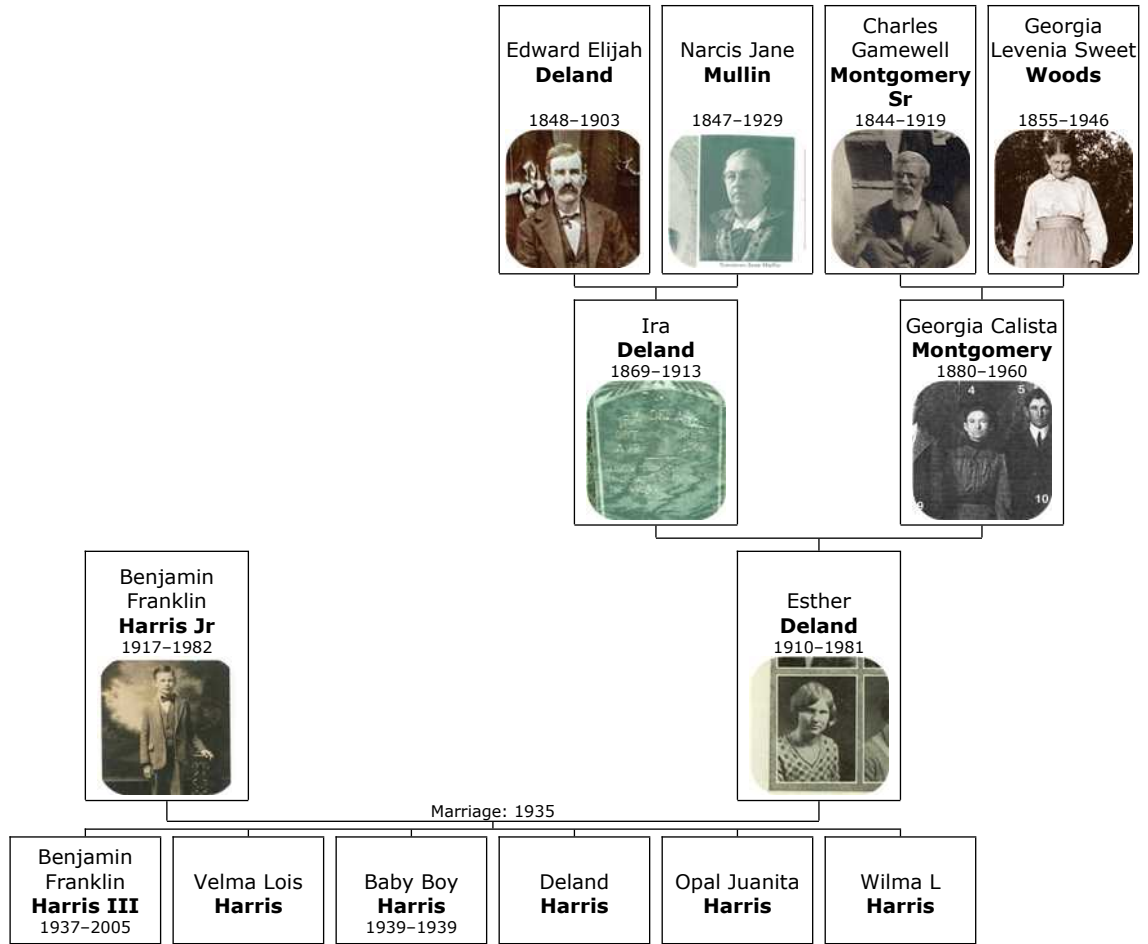 Edward Elijah
Deland
1848–1903
Narcis Jane
Mullin
1847–1929
Charles
Gamewell
Montgomery
Sr
1844–1919
Georgia
Levenia Sweet
Woods
1855–1946
Ira
Deland
1869–1913
Georgia Calista
Montgomery
1880–1960
4
5
9
10
Benjamin
Franklin
Harris Jr
1917–1982
Esther
Deland
1910–1981
Marriage: 1935
Benjamin
Franklin
Harris III
1937–2005
Velma Lois
Harris
Baby Boy
Harris
1939–1939
Deland
Harris
Opal Juanita
Harris
Wilma L
Harris